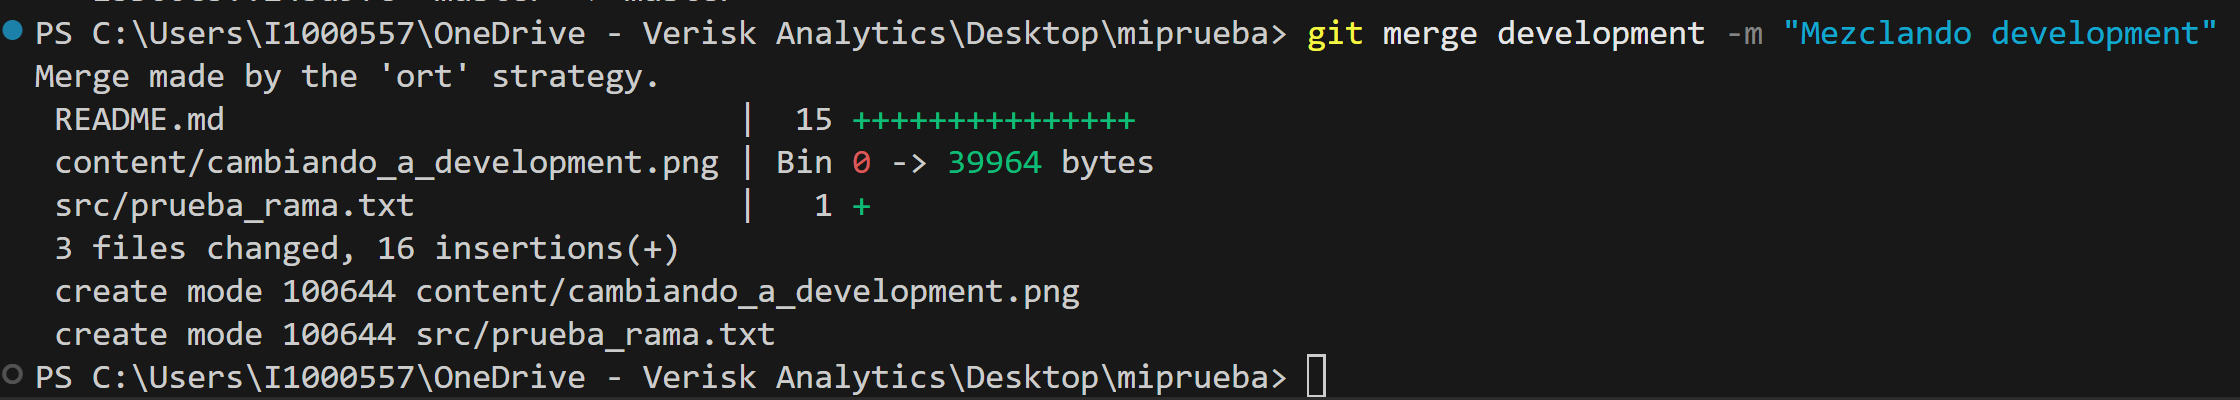 PS C:\Users\I1000557\OneDrive - Verisk Analytics\Desktop\miprueba> git merge development -m "Mezclando development"
Merge made by the 'ort' strategy.
README.md | 15 +++++++++++++++
content/cambiando_a_development.png | Bin 0 -> 39964 bytes
src/prueba_rama.txt | 1 +
3 files changed, 16 insertions(+)
create mode 100644 content/cambiando_a_development.png
create mode 100644 src/prueba_rama.txt
PS C:\Users\I1000557\OneDrive - Verisk Analytics\Desktop\miprueba>